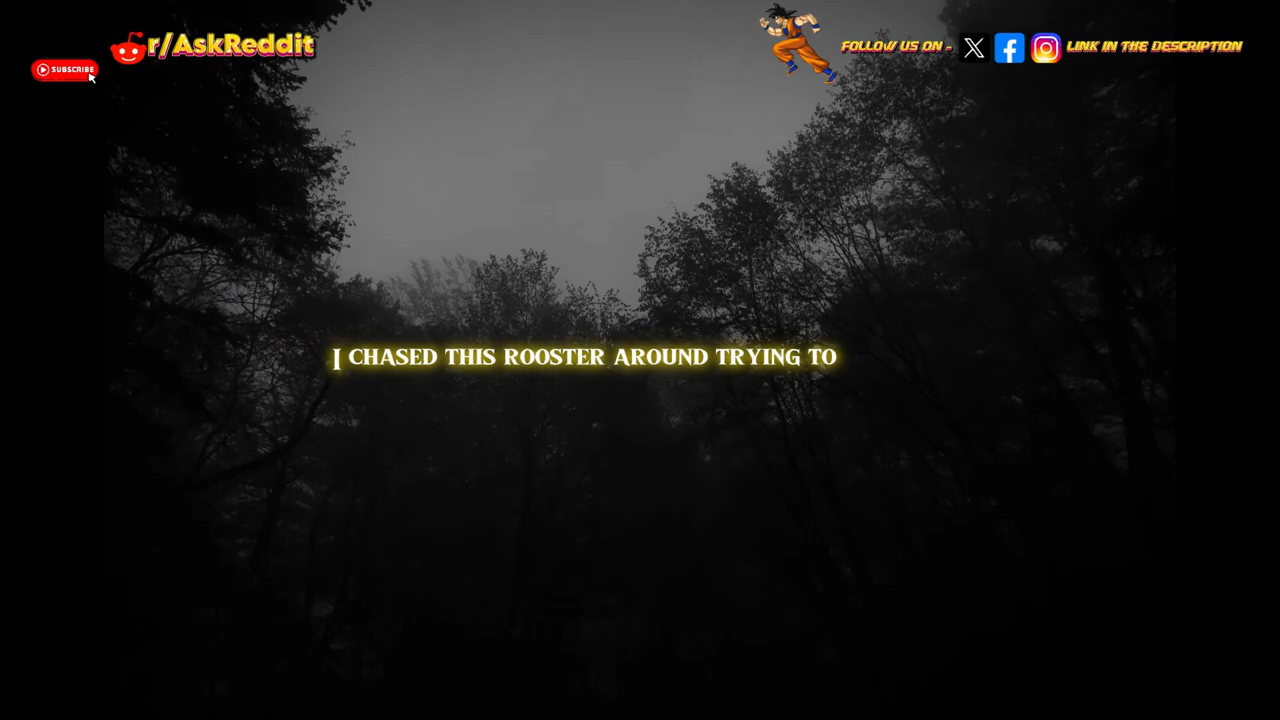 r/AskReddit
SUBSCRIBE
FOLLOW US ON -
LINK IN THE DESCRIPTION
I CHASED THIS ROOSTER AROUND TRYING TO